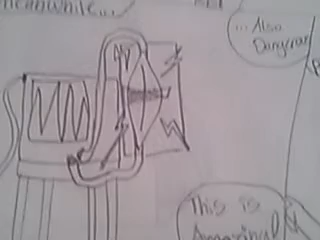 meanwhile...
... Also
Dangerous
This is
Amazing!